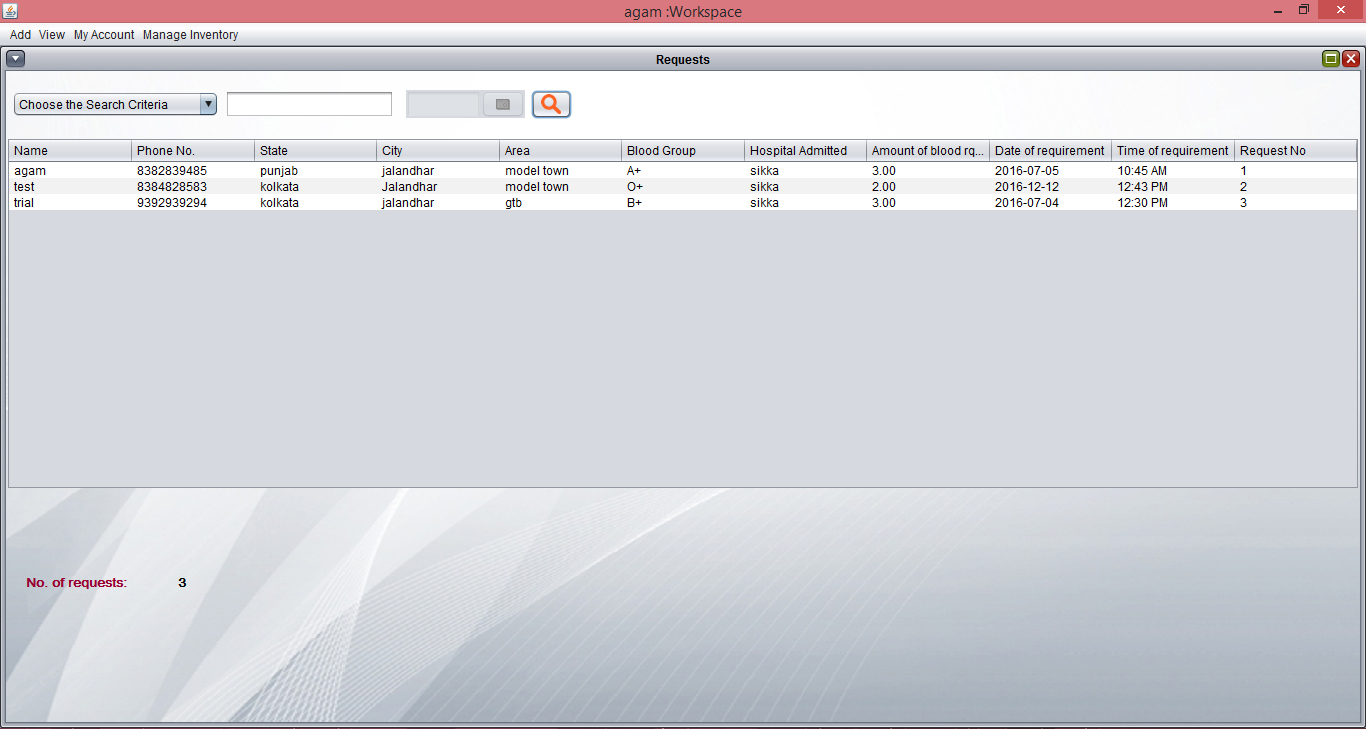 agam :Workspace
Add View My Account Manage Inventory
Requests
Choose the Search Criteria
Name Phone No. State City Area Blood Group Hospital Admitted Amount of blood rq... Date of requirement Time of requirement Request No
agam 8382839485 punjab jalandhar model town A+ sikka 3.00 2016-07-05 10:45 AM 1
test 8384828583 kolkata Jalandhar model town O+ sikka 2.00 2016-12-12 12:43 PM 2
trial 9392939294 kolkata jalandhar gtb B+ sikka 3.00 2016-07-04 12:30 PM 3
No. of requests: 3